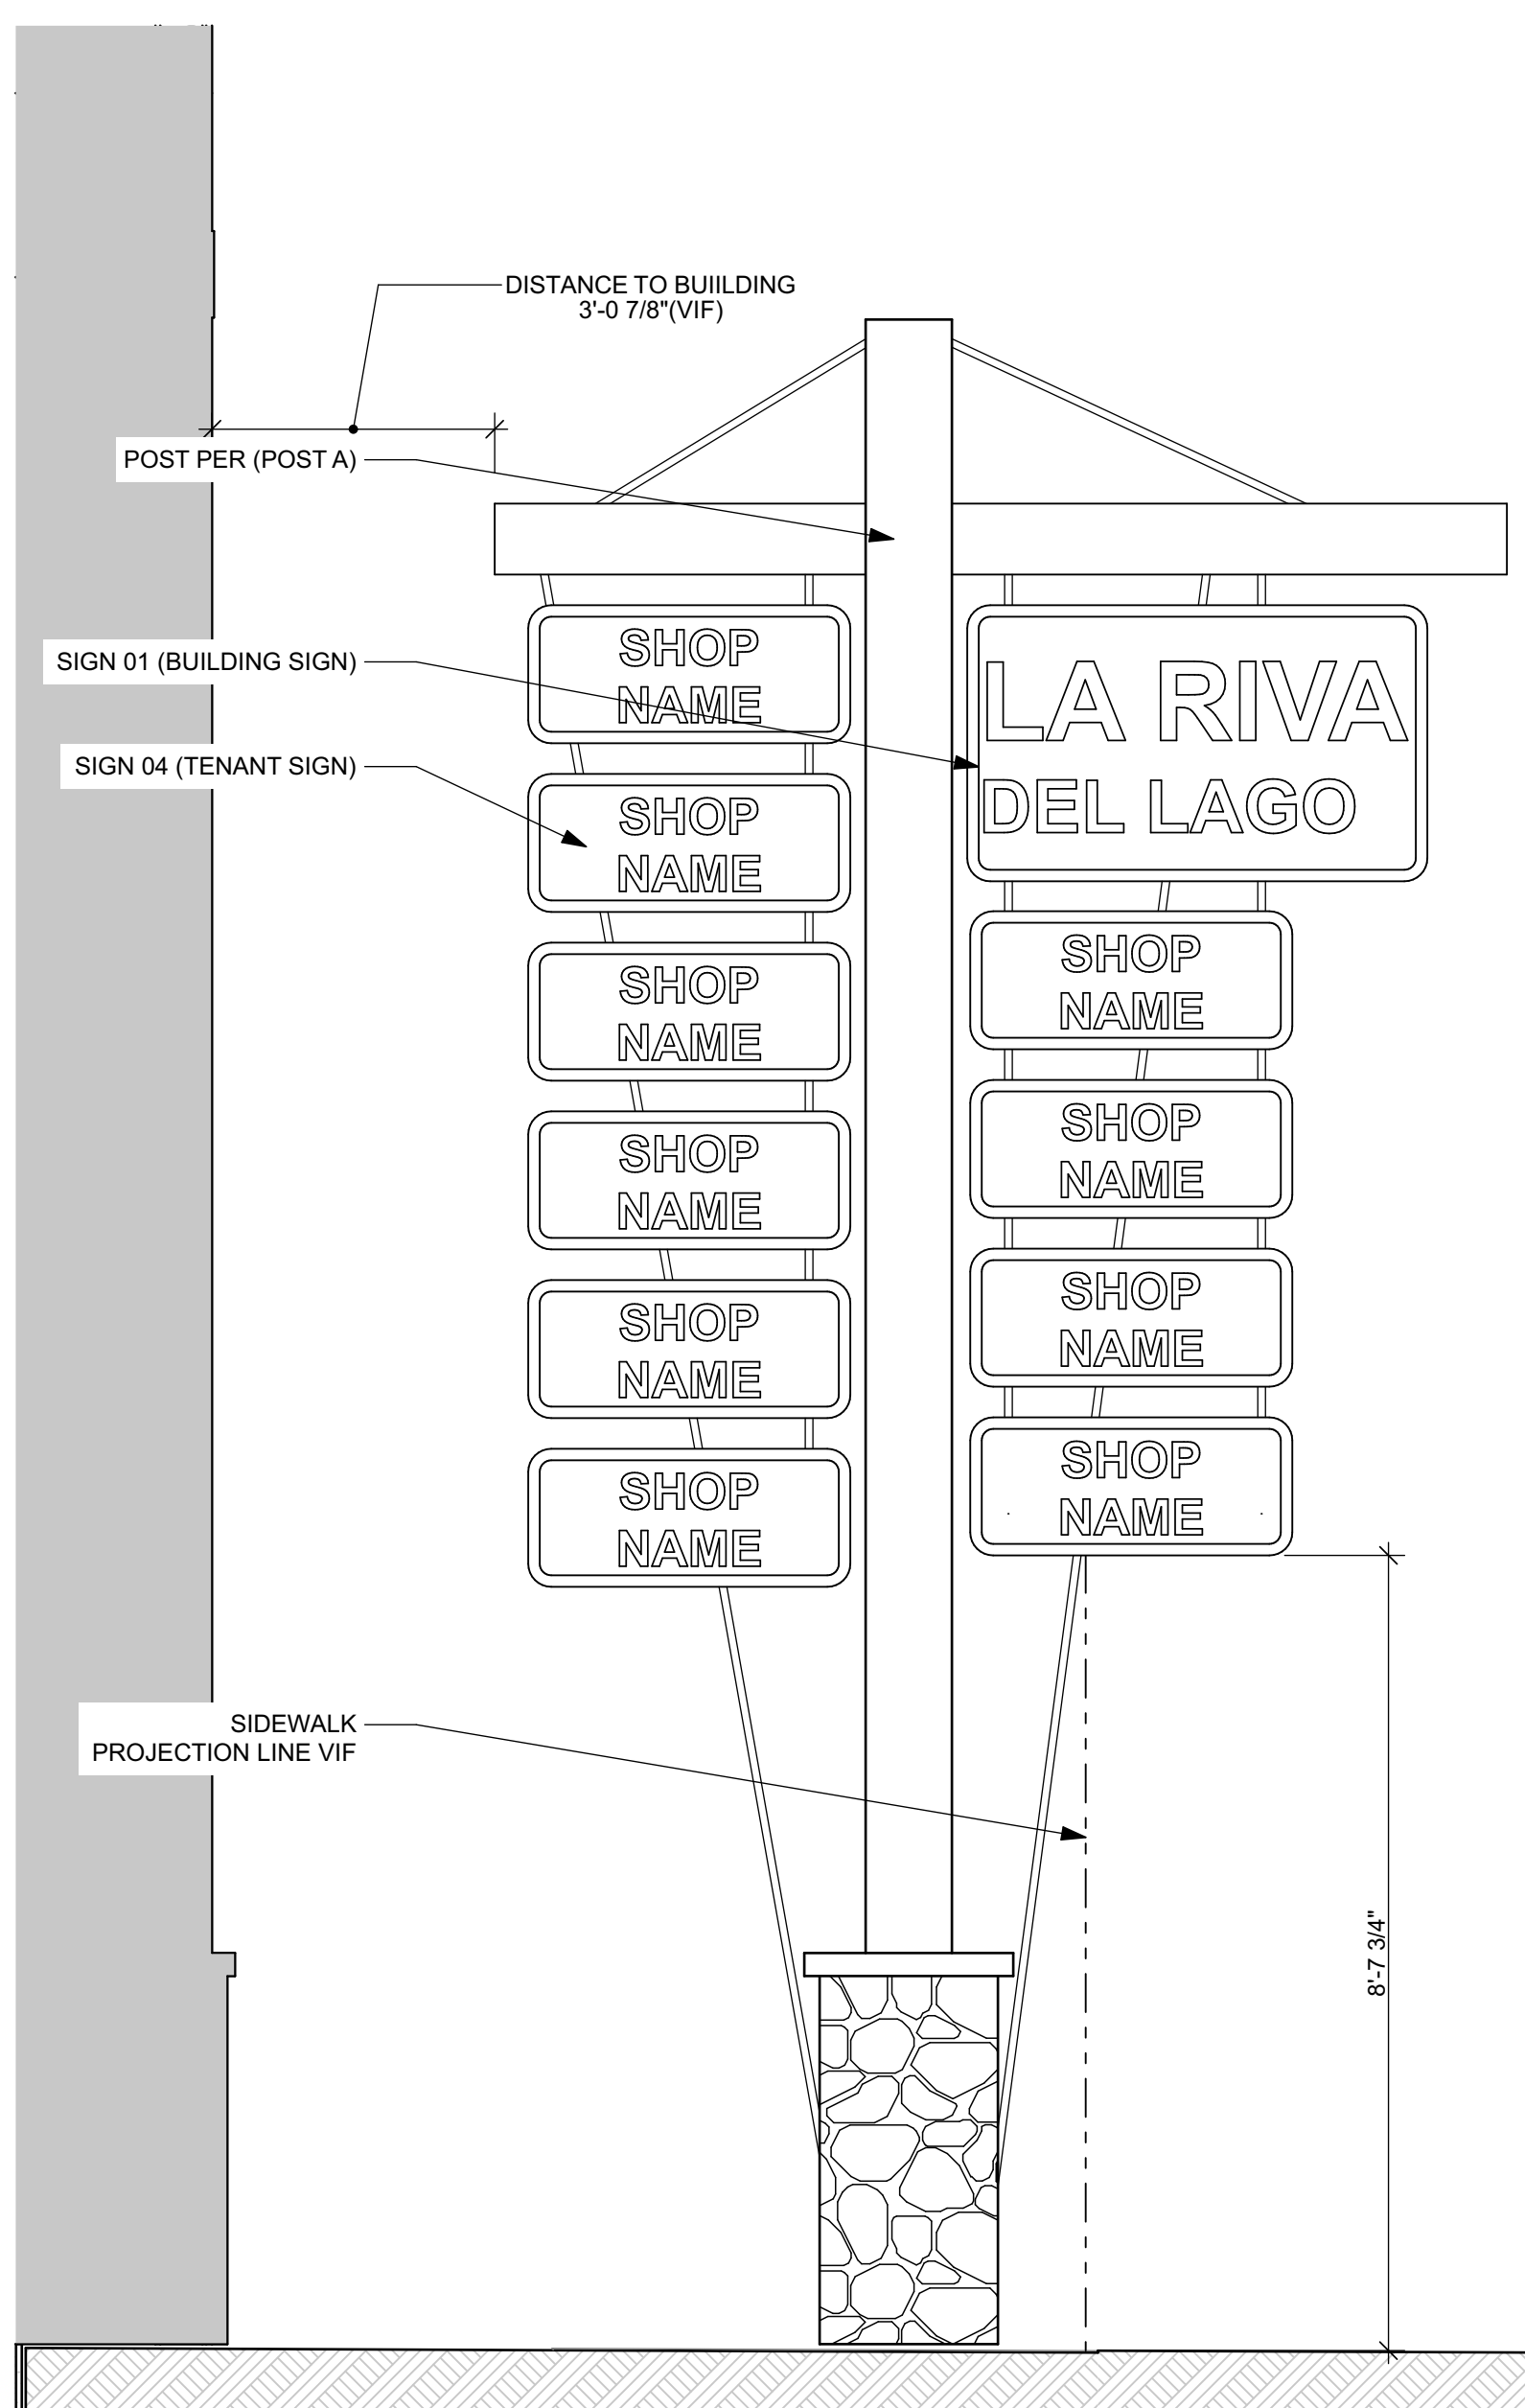 DISTANCE TO BUIILDING
3'-0 7/8"(VIF)
POST PER (POST A)
SIGN 01 (BUILDING SIGN)
SIGN 04 (TENANT SIGN)
SHOP
NAME
SHOP
NAME
SHOP
NAME
SHOP
NAME
SHOP
NAME
SHOP
NAME
LA RIVA
DEL LAGO
SHOP
NAME
SHOP
NAME
SHOP
NAME
SHOP
NAME
SIDEWALK
PROJECTION LINE VIF
8'-7 3/4"